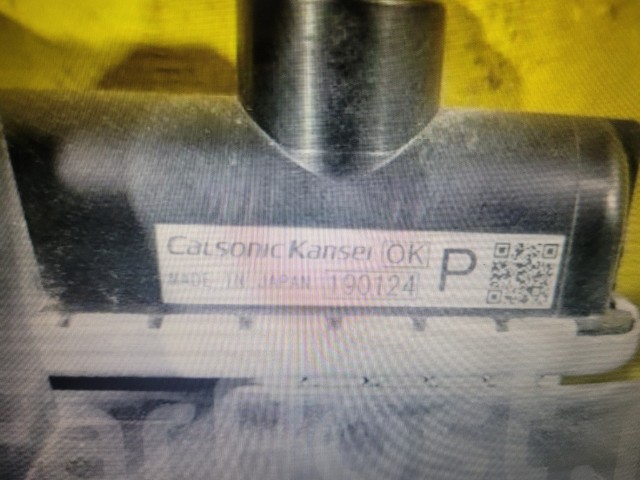 CalsonicKansei OK P
MADE IN JAPAN 190124